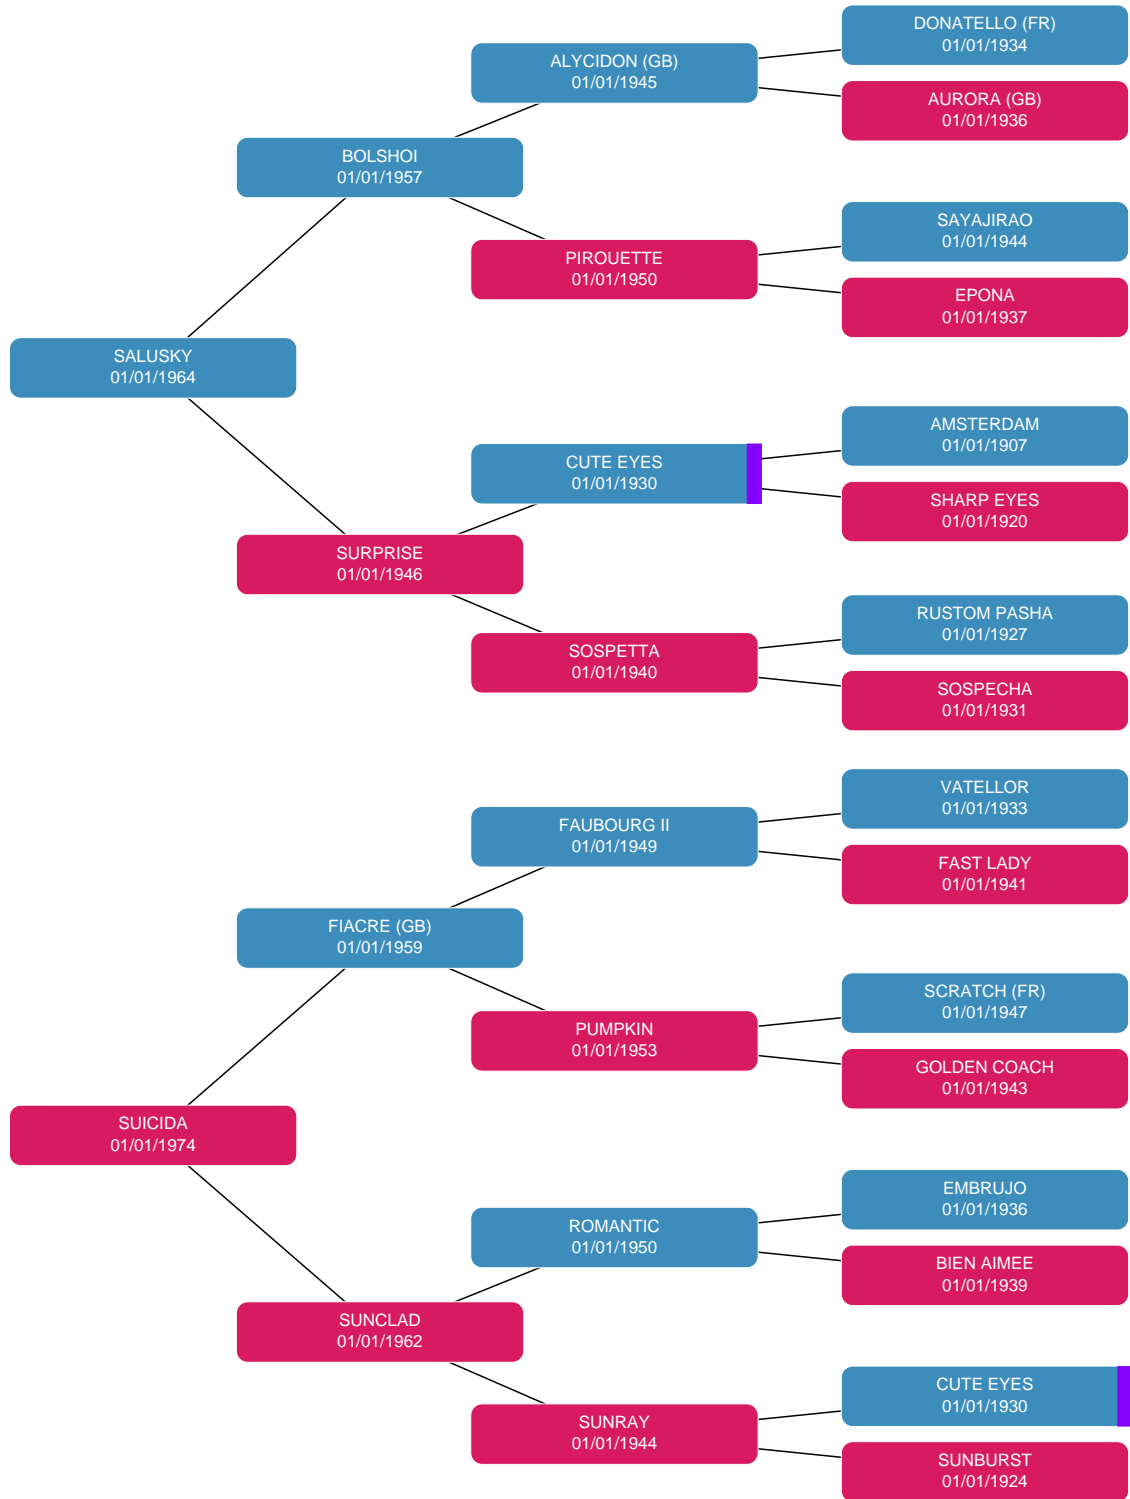 DONATELLO (FR)
01/01/1934
ALYCIDON (GB)
01/01/1945
AURORA (GB)
01/01/1936
BOLSHOI
01/01/1957
SAYAJIRAO
01/01/1944
PIROUETTE
01/01/1950
EPONA
01/01/1937
SALUSKY
01/01/1964
AMSTERDAM
01/01/1907
CUTE EYES
01/01/1930
SHARP EYES
01/01/1920
SURPRISE
01/01/1946
RUSTOM PASHA
01/01/1927
SOSPETTA
01/01/1940
SOSPECHA
01/01/1931
VATELLOR
01/01/1933
FAUBOURG II
01/01/1949
FAST LADY
01/01/1941
FIACRE (GB)
01/01/1959
SCRATCH (FR)
01/01/1947
PUMPKIN
01/01/1953
GOLDEN COACH
01/01/1943
SUICIDA
01/01/1974
EMBRUJO
01/01/1936
ROMANTIC
01/01/1950
BIEN AIMEE
01/01/1939
SUNCLAD
01/01/1962
CUTE EYES
01/01/1930
SUNRAY
01/01/1944
SUNBURST
01/01/1924